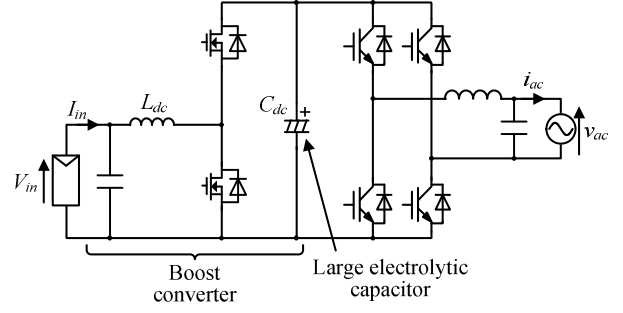 I_in
L_dc
C_dc
+
i_ac
V_in
v_ac
Boost
converter
Large electrolytic
capacitor